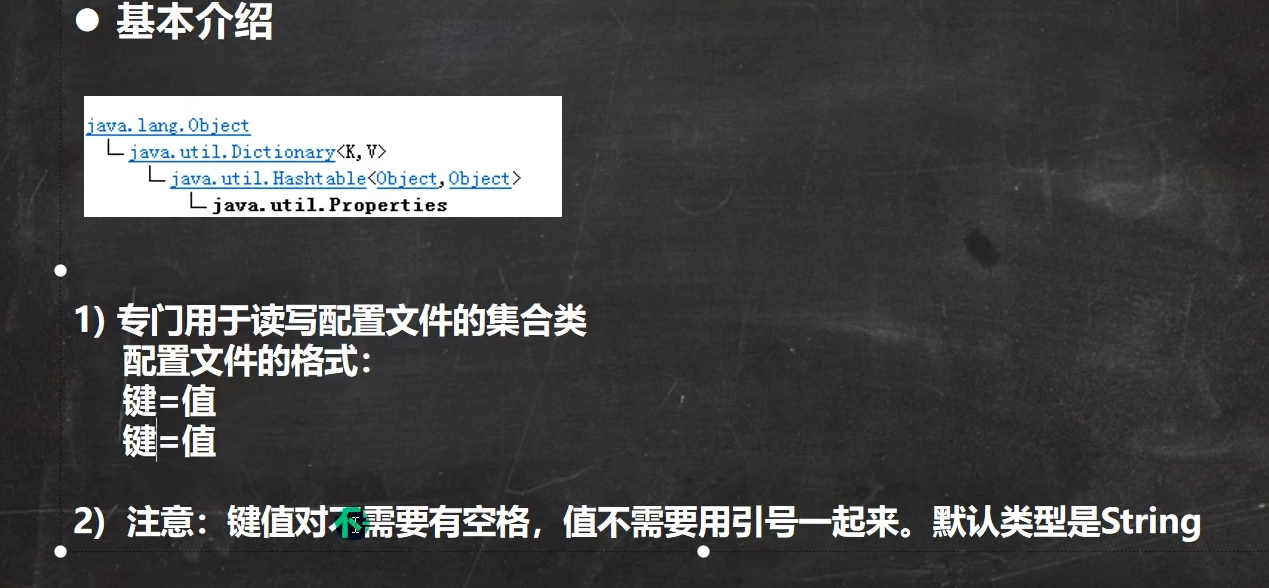 基本介绍
java.lang.Object
java.util.Dictionary<K,V>
java.util.Hashtable<Object,Object>
java.util.Properties
1) 专门用于读写配置文件的集合类
配置文件的格式：
键=值
键=值
2) 注意：键值对不需要有空格，值不需要用引号一起来。默认类型是String